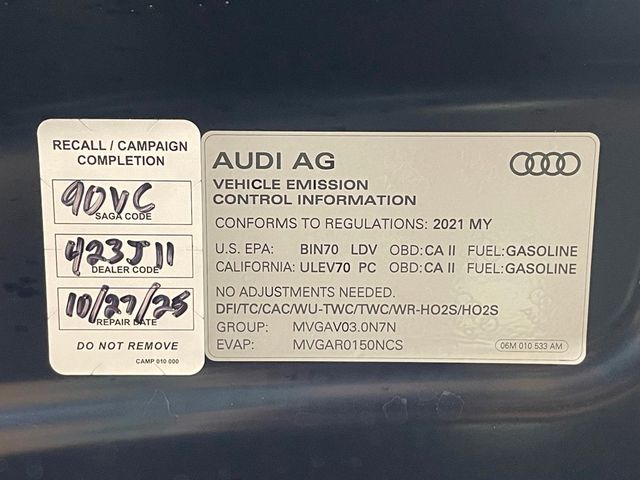 RECALL / CAMPAIGN
COMPLETION
90VC
SAGA CODE
423J11
DEALER CODE
10/27/25
REPAIR DATE
DO NOT REMOVE
CAMP 010 000
AUDI AG
VEHICLE EMISSION
CONTROL INFORMATION
CONFORMS TO REGULATIONS: 2021 MY
U.S. EPA: BIN70 LDV OBD:CA II FUEL:GASOLINE
CALIFORNIA: ULEV70 PC OBD:CA II FUEL:GASOLINE
NO ADJUSTMENTS NEEDED.
DFI/TC/CAC/WU-TWC/TWC/WR-HO2S/HO2S
GROUP: MVGAV03.0N7N
EVAP: MVGAR0150NCS
06M 010 533 AM